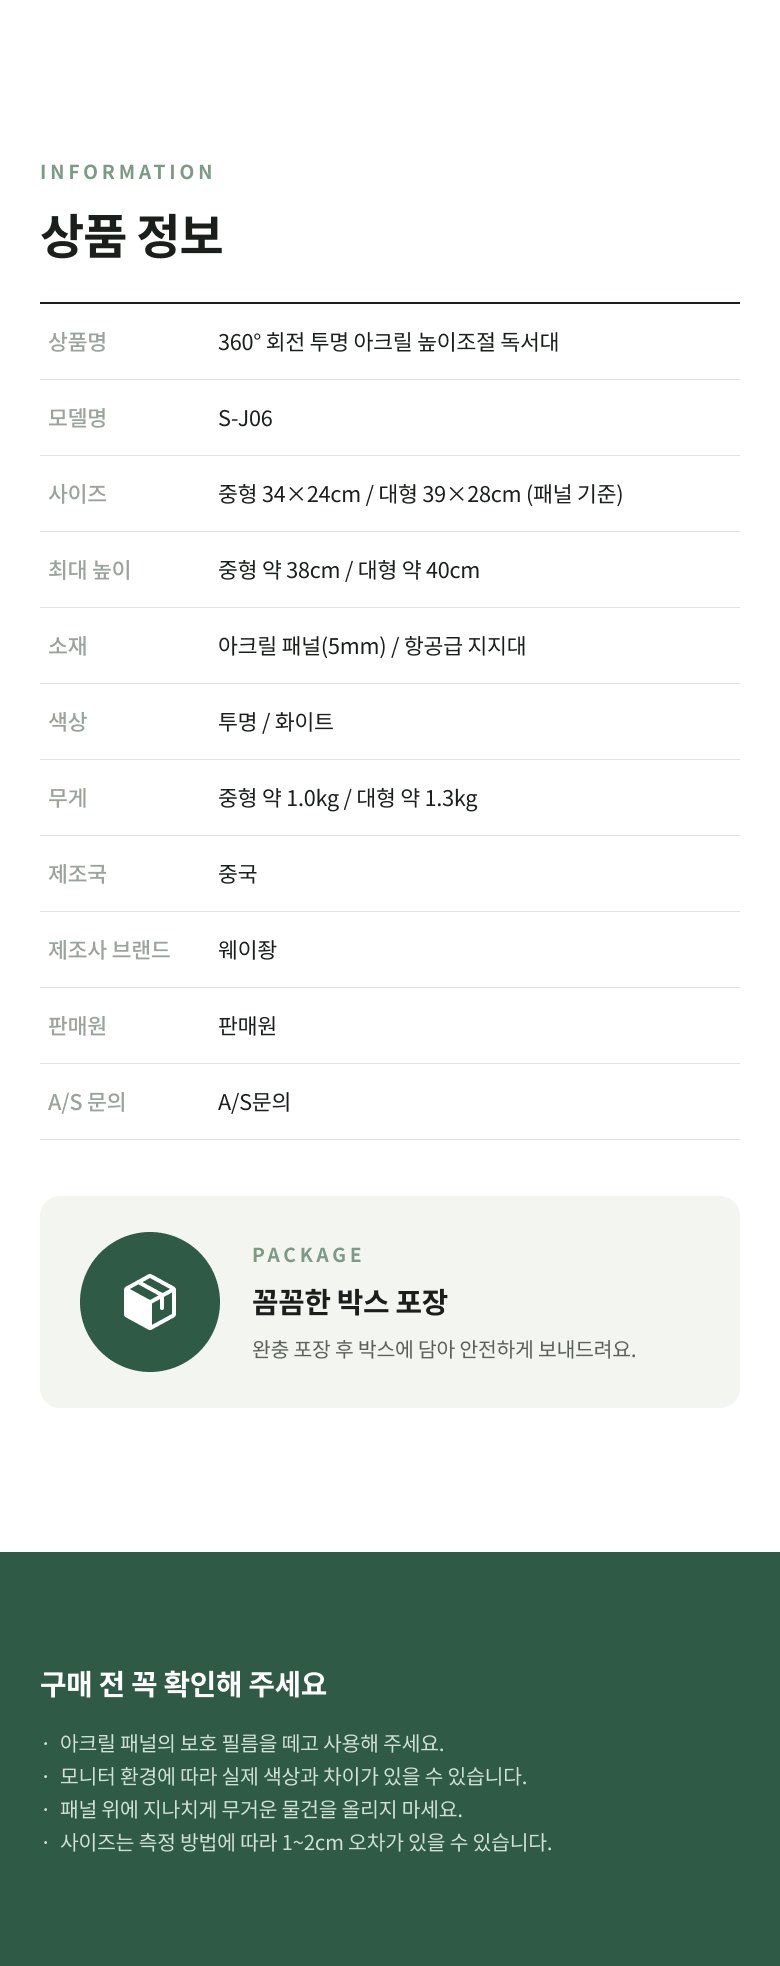 INFORMATION
상품 정보
상품명 360° 회전 투명 아크릴 높이조절 독서대
모델명 S-J06
사이즈 중형 34×24cm / 대형 39×28cm (패널 기준)
최대 높이 중형 약 38cm / 대형 약 40cm
소재 아크릴 패널(5mm) / 항공급 지지대
색상 투명 / 화이트
무게 중형 약 1.0kg / 대형 약 1.3kg
제조국 중국
제조사 브랜드 웨이좡
판매원 판매원
A/S 문의 A/S문의
PACKAGE
꼼꼼한 박스 포장
완충 포장 후 박스에 담아 안전하게 보내드려요.
구매 전 꼭 확인해 주세요
· 아크릴 패널의 보호 필름을 떼고 사용해 주세요.
· 모니터 환경에 따라 실제 색상과 차이가 있을 수 있습니다.
· 패널 위에 지나치게 무거운 물건을 올리지 마세요.
· 사이즈는 측정 방법에 따라 1~2cm 오차가 있을 수 있습니다.